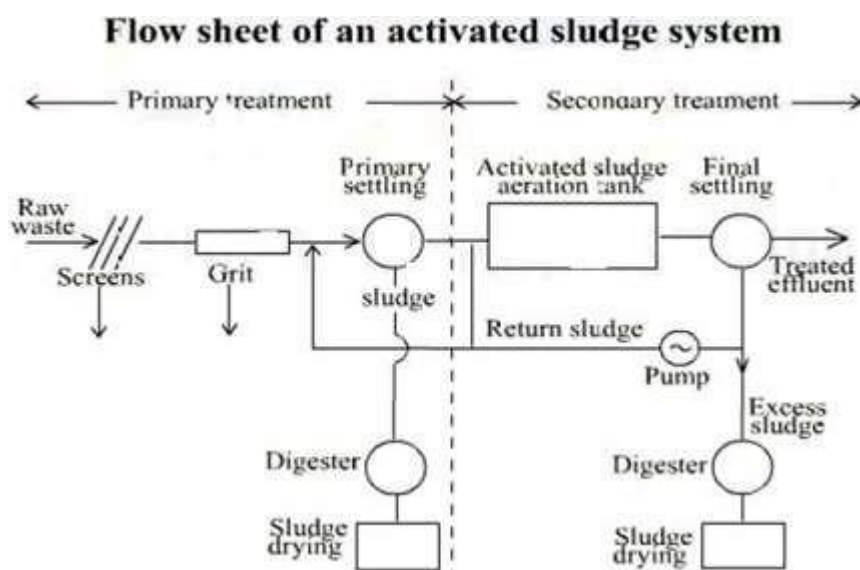 Flow sheet of an activated sludge system
Primary treatment
Secondary treatment
Primary
settling
Activated sludge
aeration tank
Final
settling
Raw
waste
Screens
Grit
sludge
Treated
effluent
Return sludge
Pump
Excess
sludge
Digester
Digester
Sludge
drying
Sludge
drying